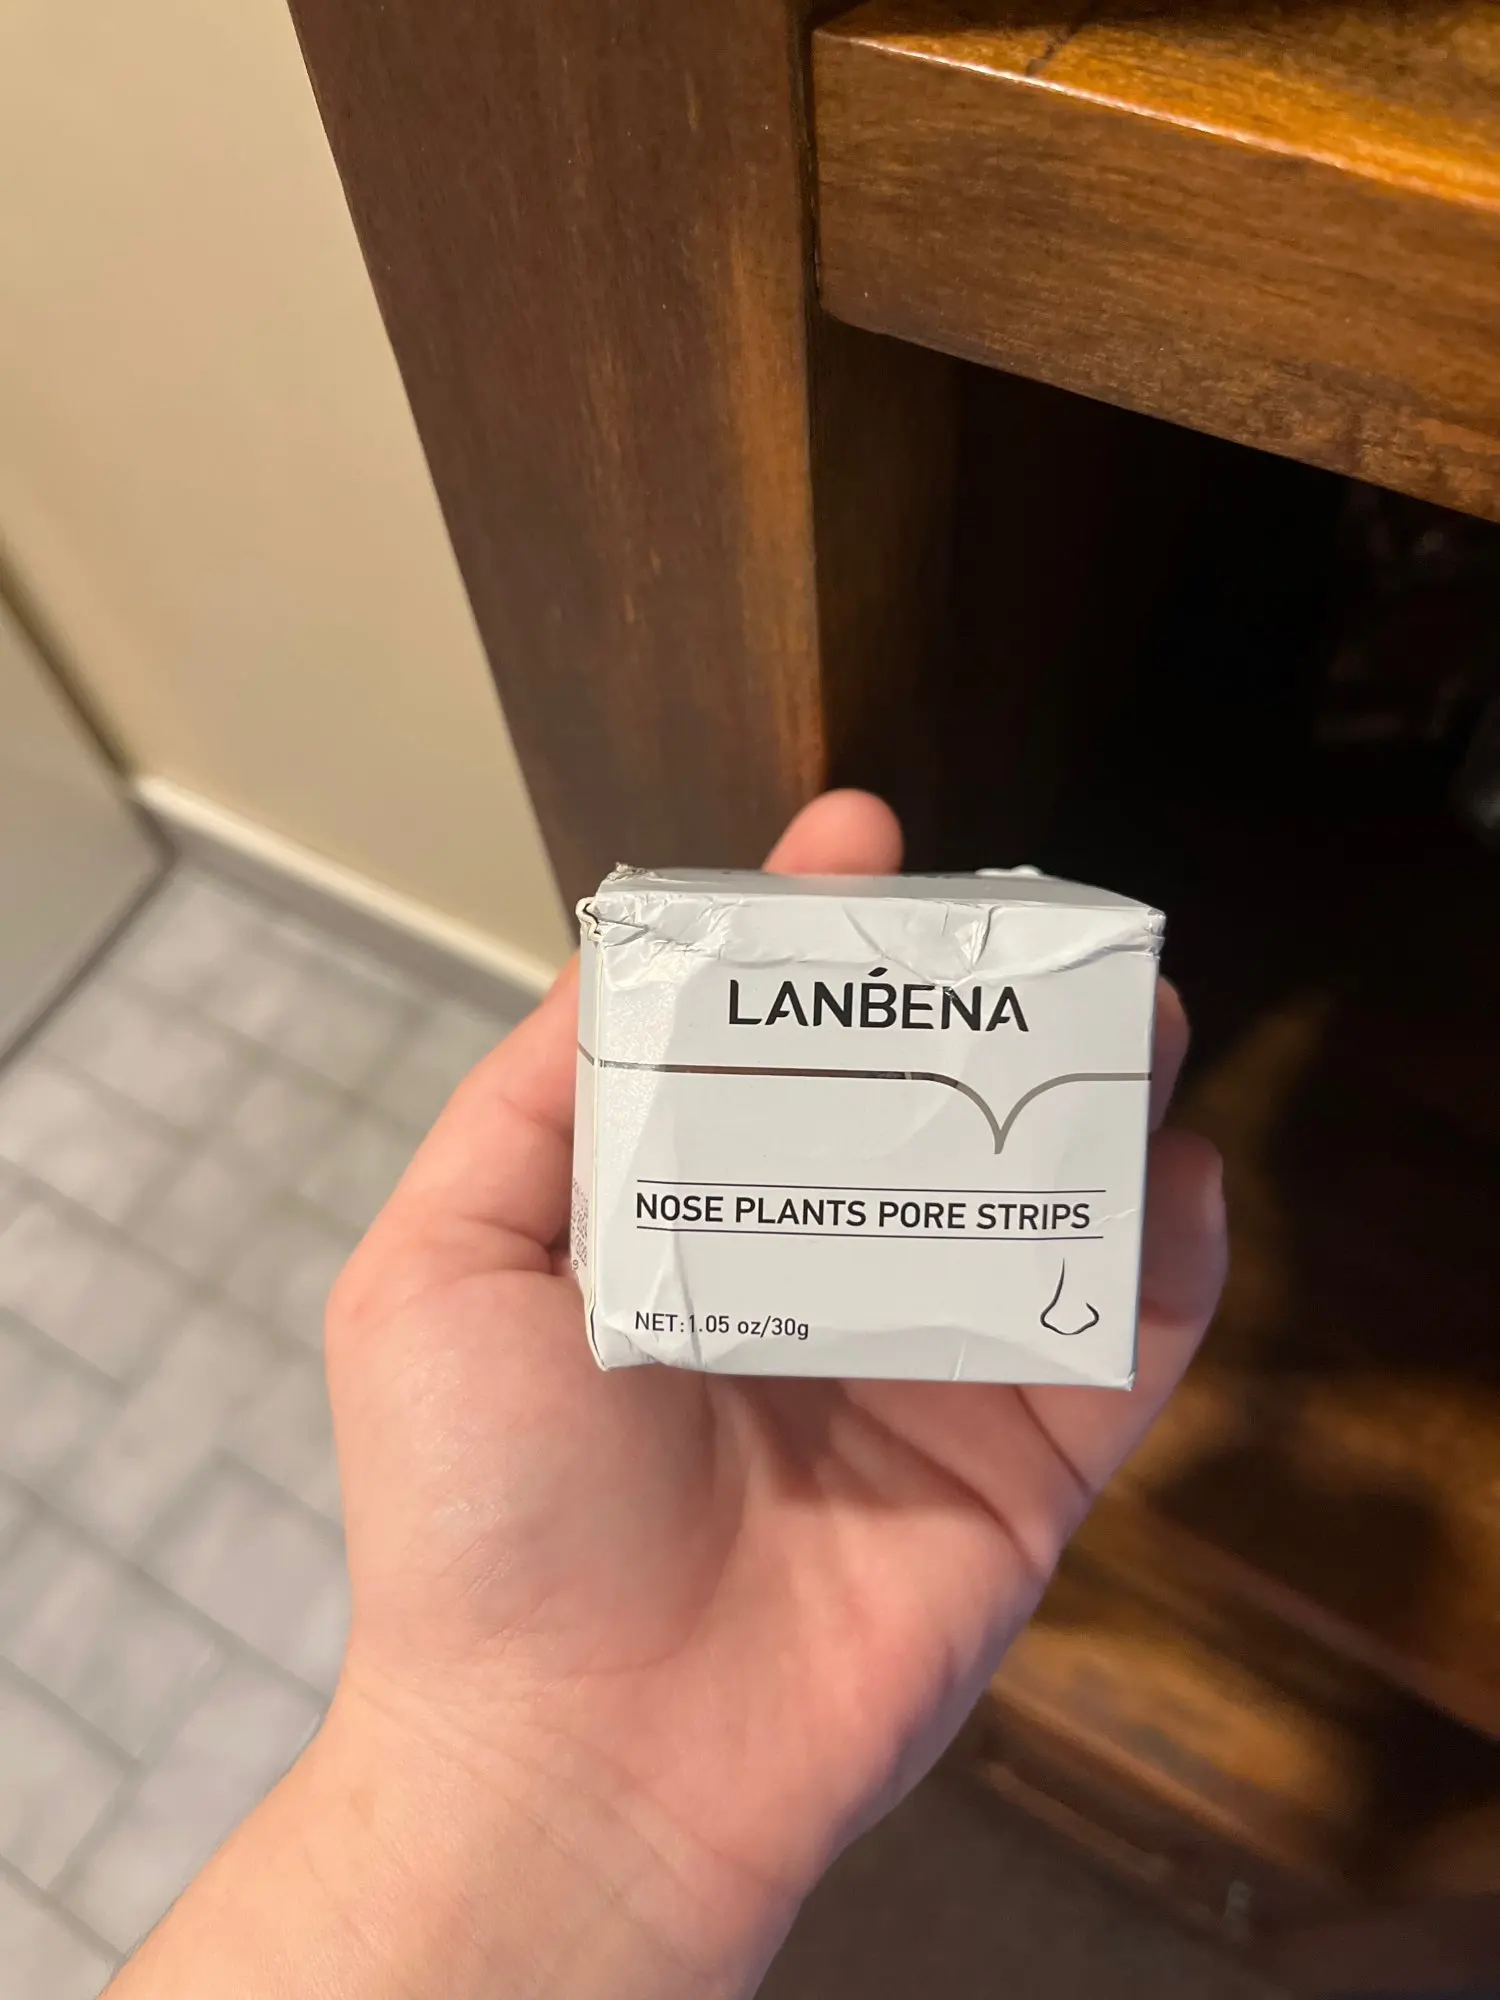 LANBENA
NOSE PLANTS PORE STRIPS
NET:1.05 oz/30g